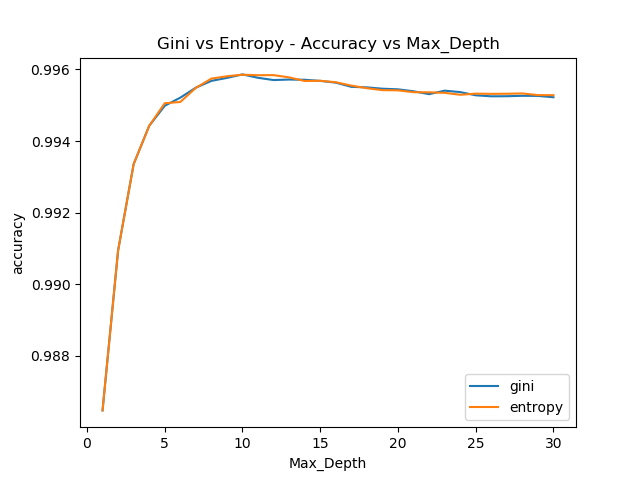 Gini vs Entropy - Accuracy vs Max_Depth
0.996
0.994
0.992
0.990
0.988
accuracy
0 5 10 15 20 25 30
Max_Depth
gini
entropy